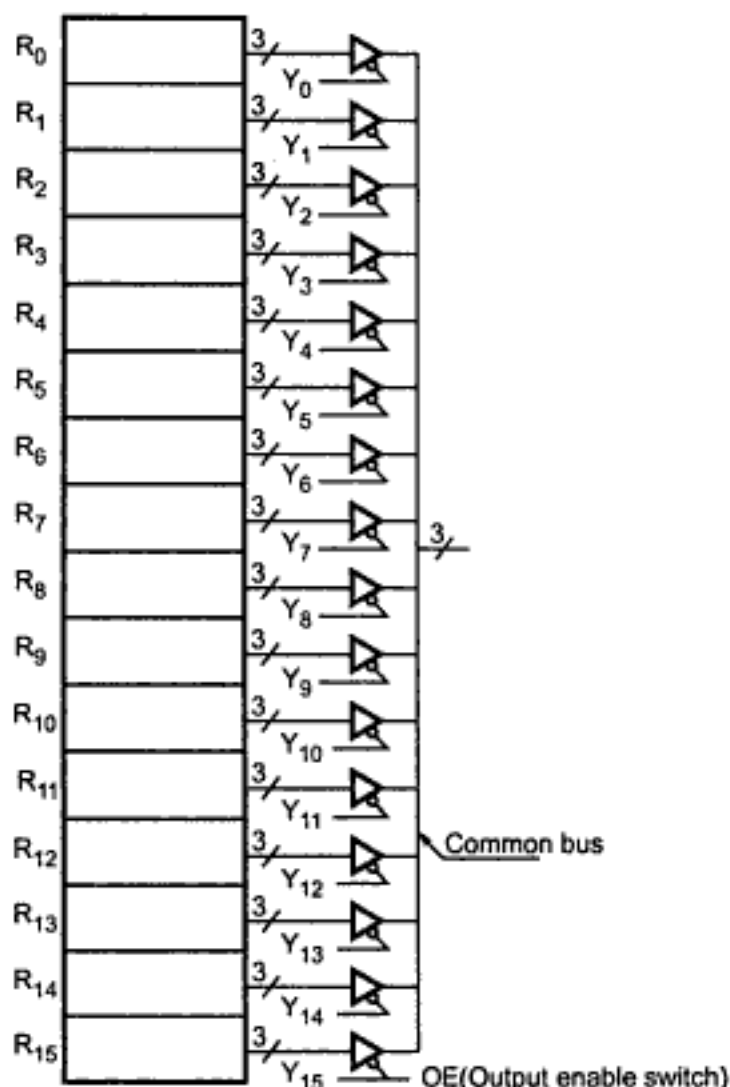 R0 3
Y0
R1 3
Y1
R2 3
Y2
R3 3
Y3
R4 3
Y4
R5 3
Y5
R6 3
Y6
R7 3
Y7 3
R8 3
Y8
R9 3
Y9
R10 3
Y10
R11 3
Y11
Common bus
R12 3
Y12
R13 3
Y13
R14 3
Y14
R15 3
Y15 OE(Output enable switch)